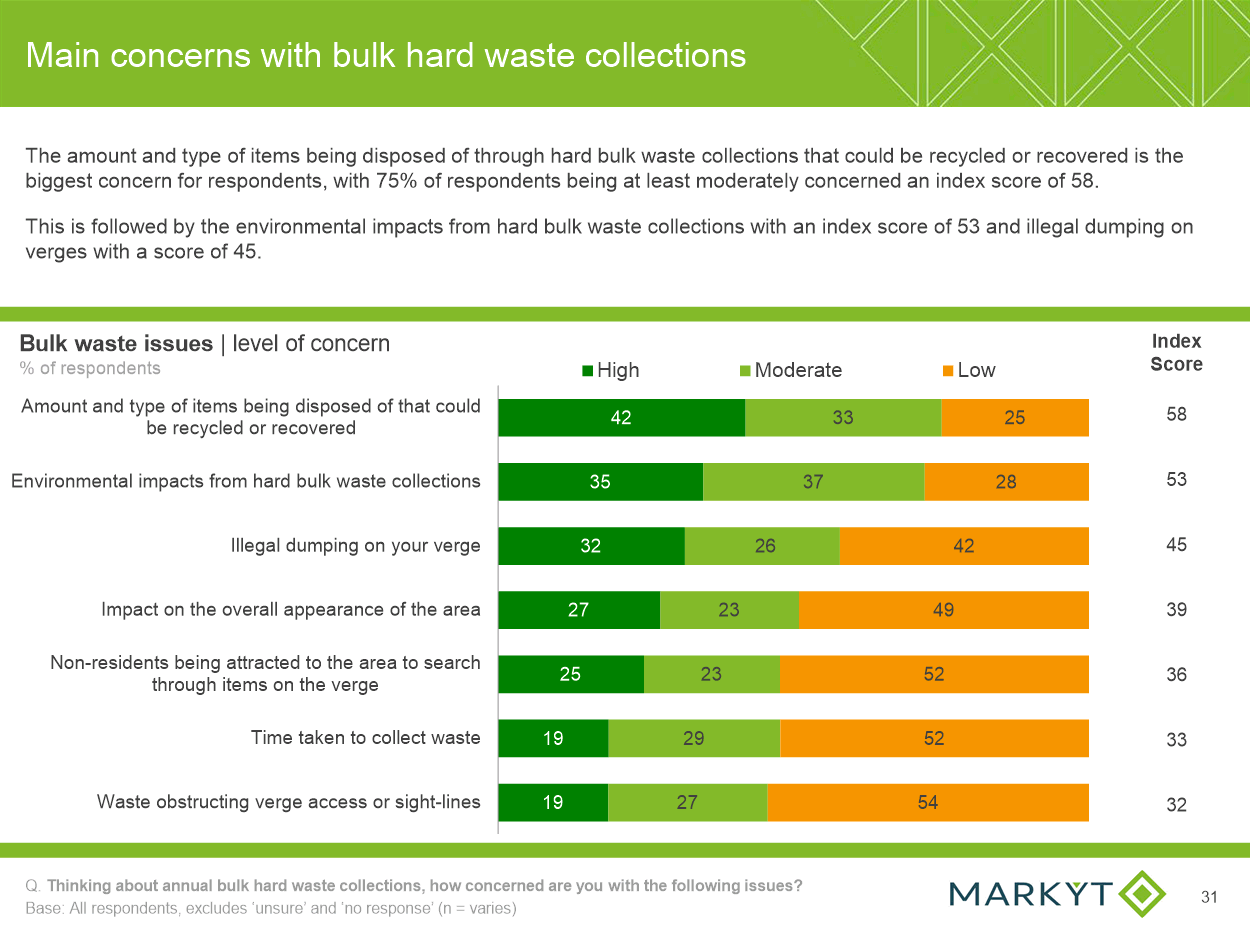 Main concerns with bulk hard waste collections
The amount and type of items being disposed of through hard bulk waste collections that could be recycled or recovered is the
biggest concern for respondents, with 75% of respondents being at least moderately concerned an index score of 58.
This is followed by the environmental impacts from hard bulk waste collections with an index score of 53 and illegal dumping on
verges with a score of 45.
Bulk waste issues | level of concern
% of respondents
High Moderate Low
Index
Score
Amount and type of items being disposed of that could
be recycled or recovered
42 33 25 58
Environmental impacts from hard bulk waste collections 35 37 28 53
Illegal dumping on your verge 32 26 42 45
Impact on the overall appearance of the area 27 23 49 39
Non-residents being attracted to the area to search
through items on the verge
25 23 52 36
Time taken to collect waste 19 29 52 33
Waste obstructing verge access or sight-lines 19 27 54 32
Q. Thinking about annual bulk hard waste collections, how concerned are you with the following issues?
Base: All respondents, excludes 'unsure' and 'no response' (n = varies)
MARKYT
31